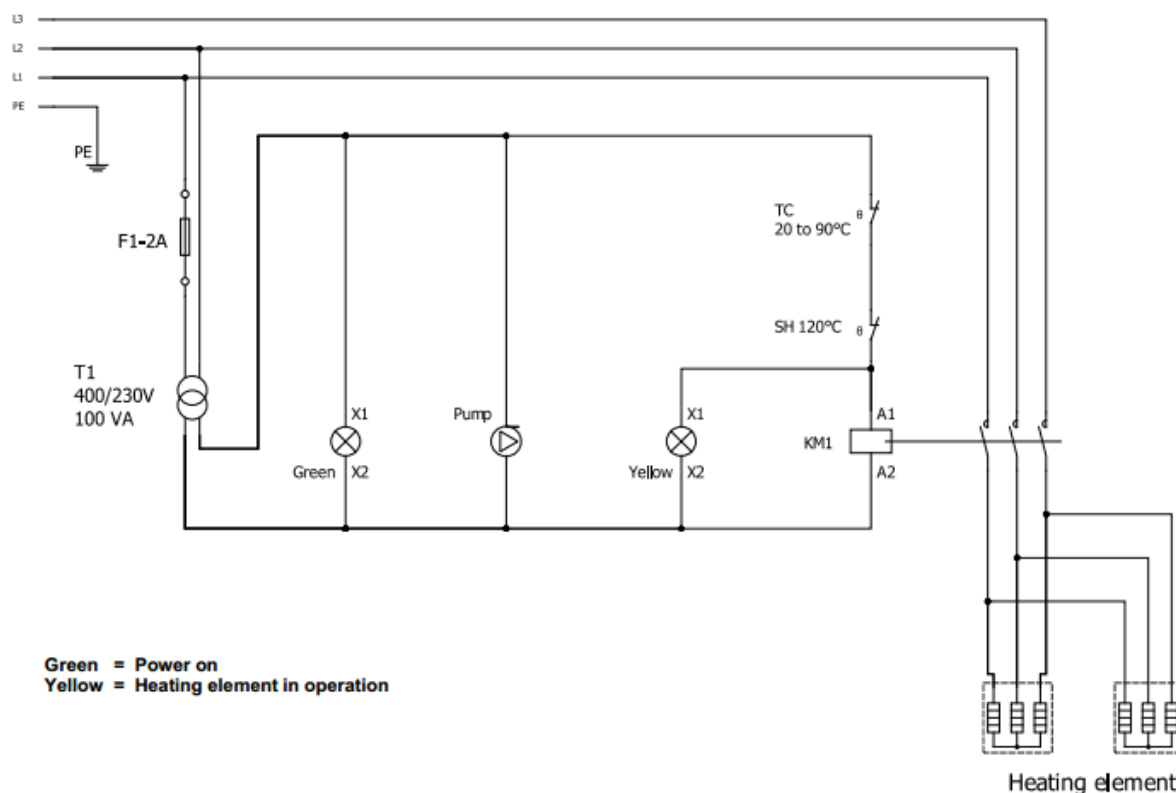 L3
L2
L1
PE
PE
F1-2A
TC
θ
20 to 90°C
SH 120°C θ
T1
400/230V
100 VA
X1
Green X2
Pump
X1
Yellow X2
A1
KM1
A2
Green = Power on
Yellow = Heating element in operation
Heating element